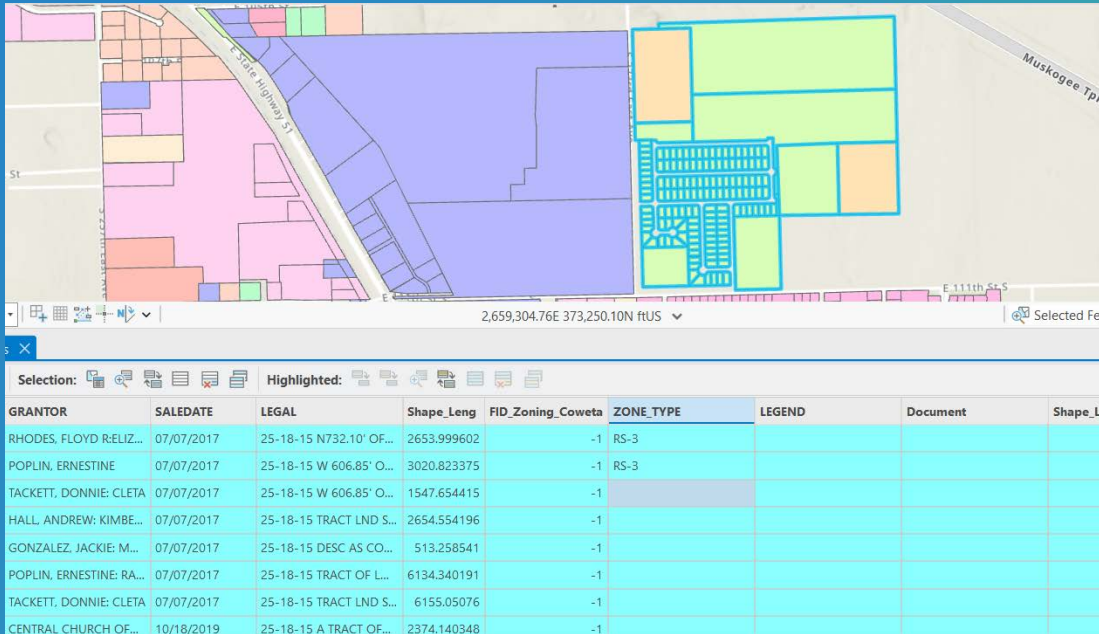 E State Highway 51
Muskogee Tp
St
E 111th St S
2,659,304.76E 373,250.10N ftUS
Selected Fe
s
Selection: Highlighted:
GRANTOR SALEDATE LEGAL Shape_Leng FID_Zoning_Coweta ZONE_TYPE LEGEND Document Shape_L
RHODES, FLOYD R:ELIZ... 07/07/2017 25-18-15 N732.10' OF... 2653.999602 -1 RS-3
POPLIN, ERNESTINE 07/07/2017 25-18-15 W 606.85' O... 3020.823375 -1 RS-3
TACKETT, DONNIE: CLETA 07/07/2017 25-18-15 W 606.85' O... 1547.654415 -1
HALL, ANDREW: KIMBE... 07/07/2017 25-18-15 TRACT LND S... 2654.554196 -1
GONZALEZ, JACKIE: M... 07/07/2017 25-18-15 DESC AS CO... 513.258541 -1
POPLIN, ERNESTINE: RA... 07/07/2017 25-18-15 TRACT OF L... 6134.340191 -1
TACKETT, DONNIE: CLETA 07/07/2017 25-18-15 TRACT LND S... 6155.05076 -1
CENTRAL CHURCH OF... 10/18/2019 25-18-15 A TRACT OF... 2374.140348 -1